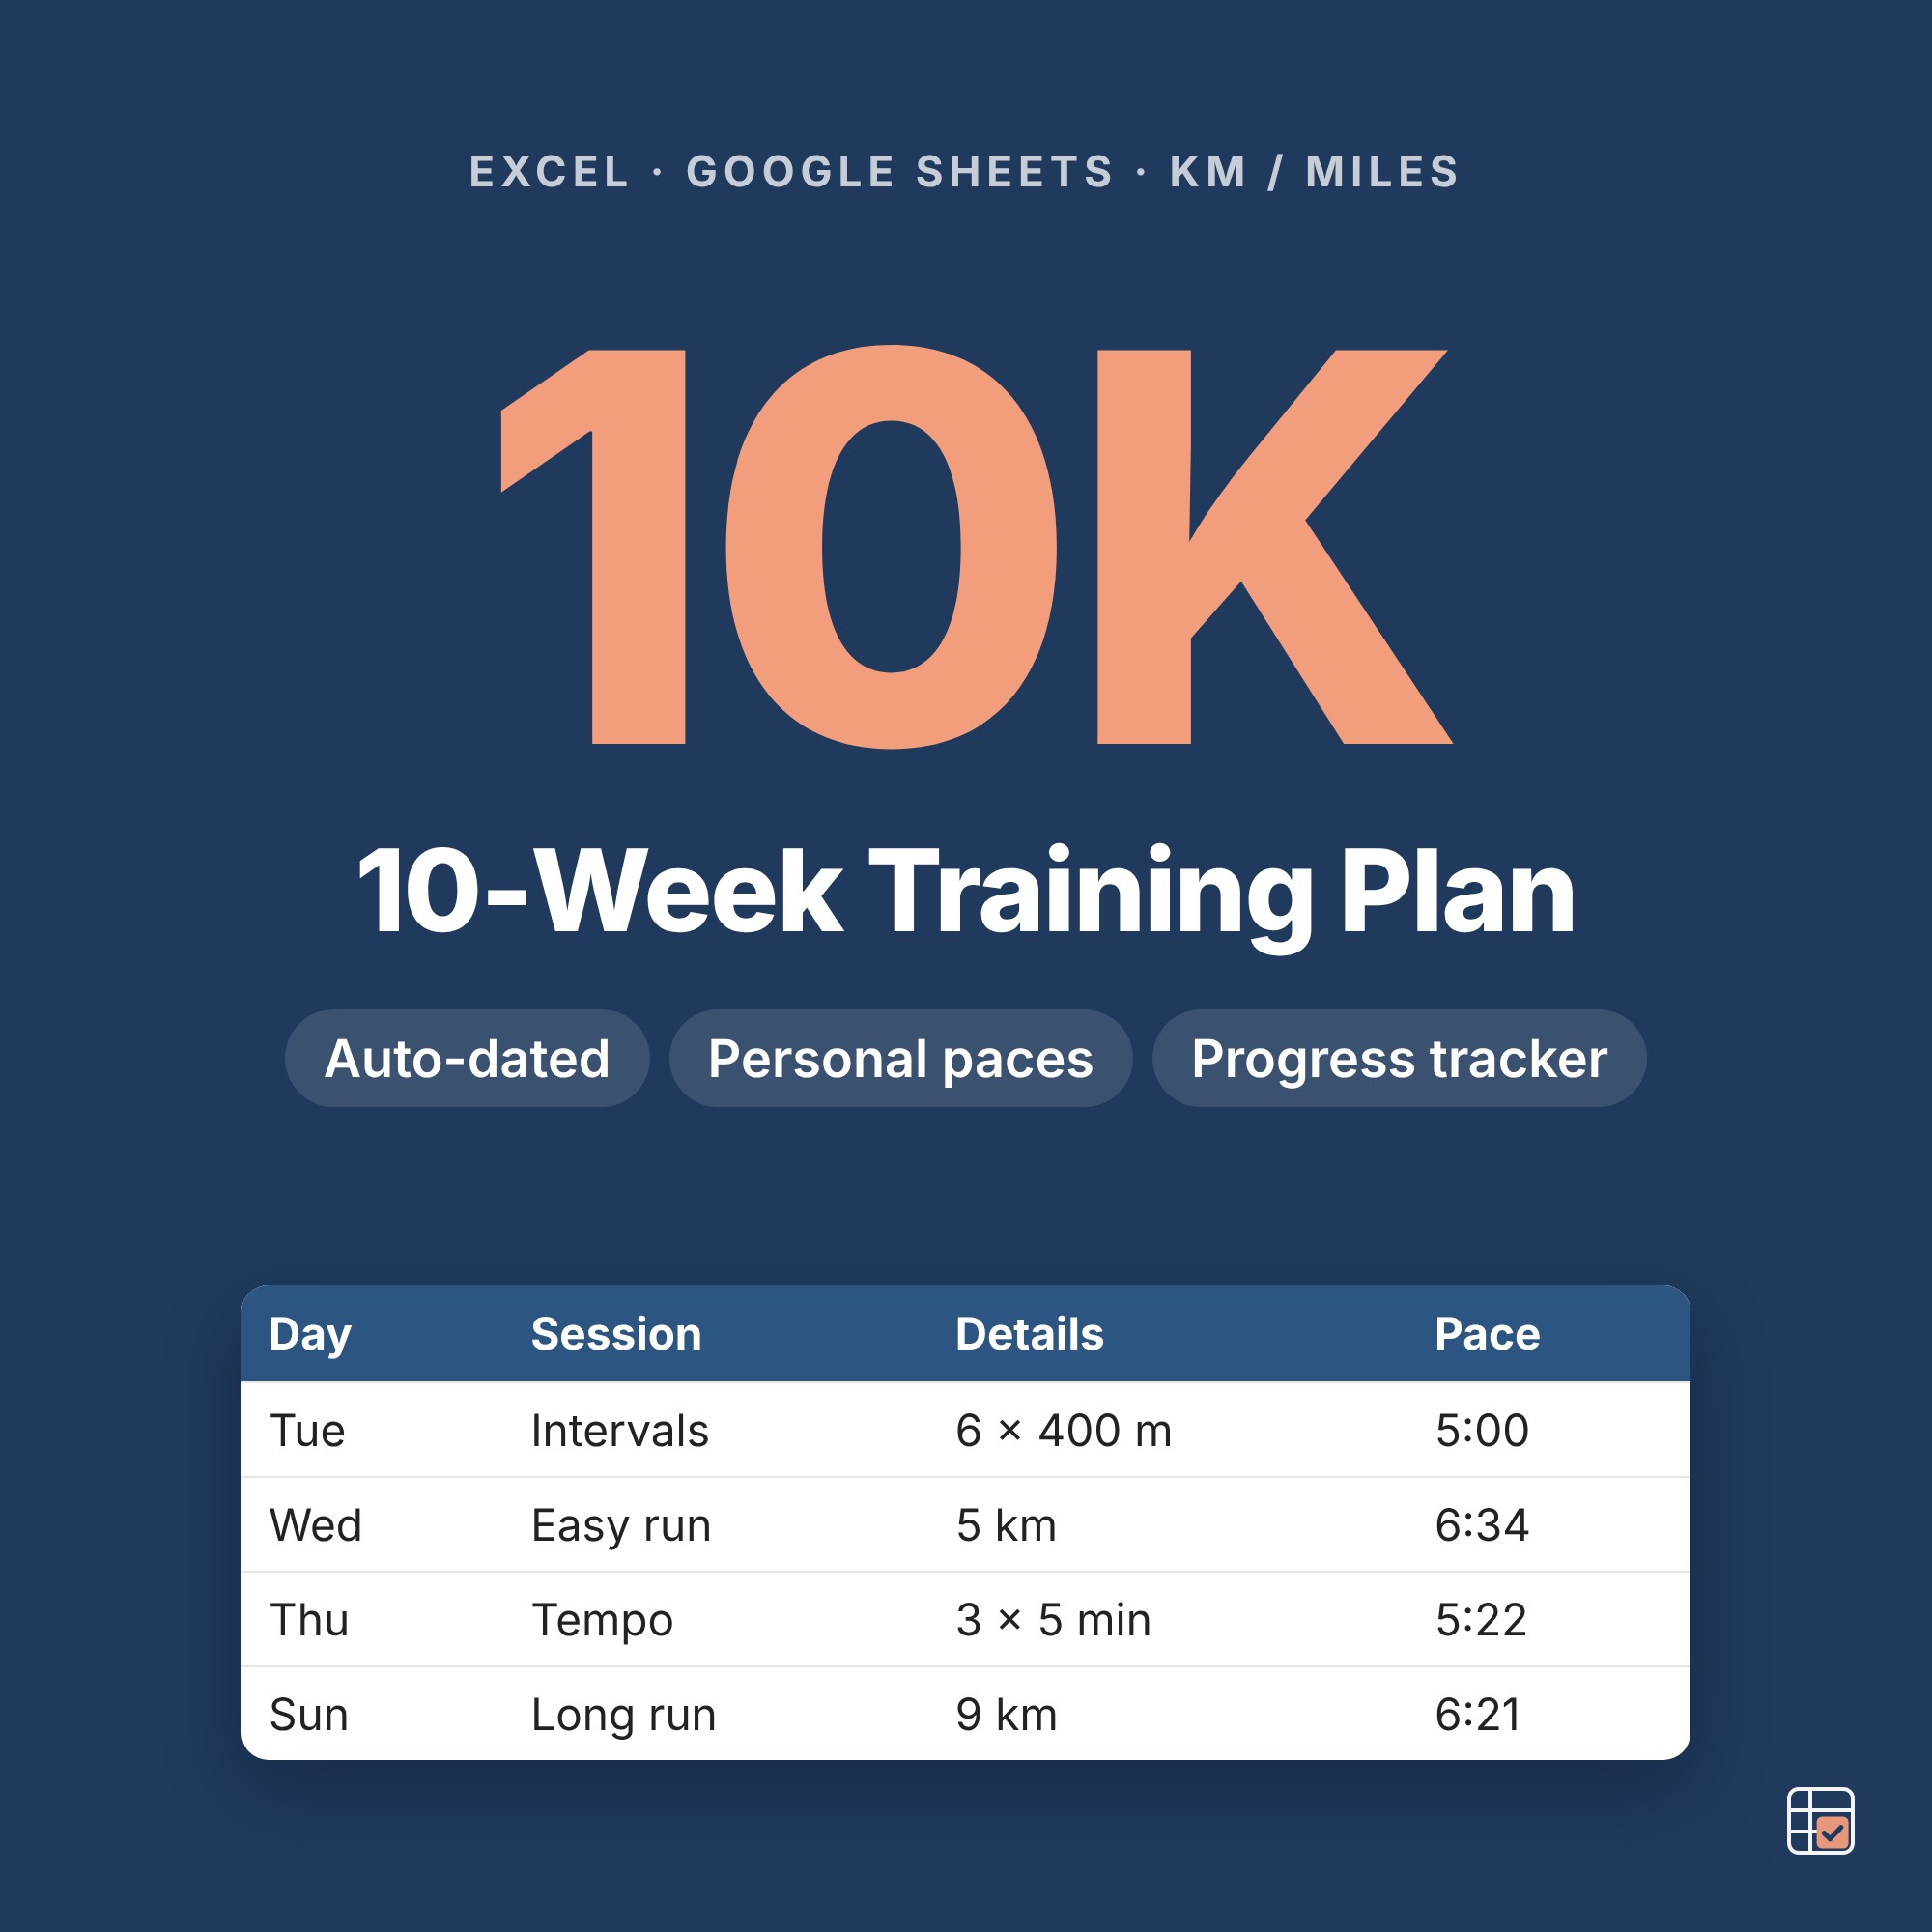 EXCEL · GOOGLE SHEETS · KM / MILES
10K
10-Week Training Plan
Auto-dated Personal paces Progress tracker
Day Session Details Pace
Tue Intervals 6 × 400 m 5:00
Wed Easy run 5 km 6:34
Thu Tempo 3 × 5 min 5:22
Sun Long run 9 km 6:21